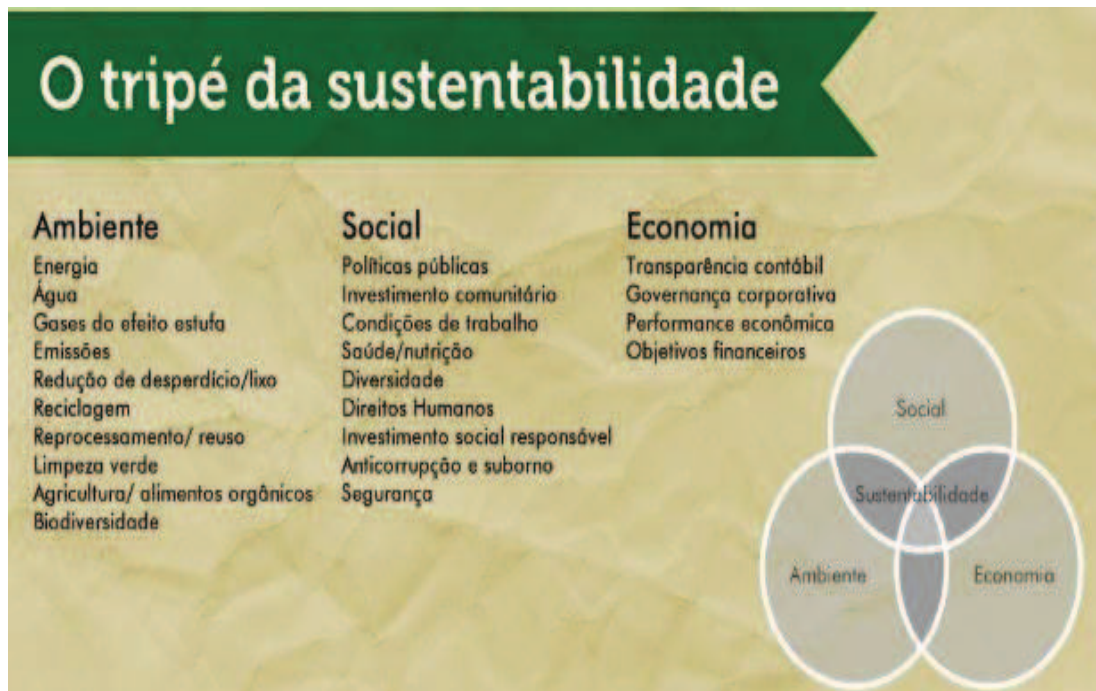 O tripé da sustentabilidade
Ambiente
Energia
Água
Gases do efeito estufa
Emissões
Redução de desperdício/lixo
Reciclagem
Reprocessamento/ reuso
Limpeza verde
Agricultura/ alimentos orgânicos
Biodiversidade
Social
Políticas públicas
Investimento comunitário
Condições de trabalho
Saúde/nutrição
Diversidade
Direitos Humanos
Investimento social responsável
Anticorrupção e suborno
Segurança
Economia
Transparência contábil
Governança corporativa
Performance econômica
Objetivos financeiros
Social
Sustentabilidade
Ambiente
Economia